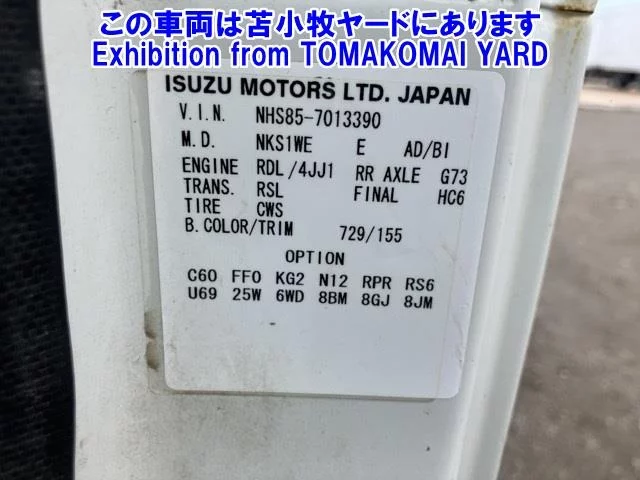 この車両は苫小牧ヤードにあります
Exhibition from TOMAKOMAI YARD
ISUZU MOTORS LTD. JAPAN
V.I.N. NHS85-7013390
M.D. NKS1WE E AD/BI
ENGINE RDL/4JJ1 RR AXLE G73
TRANS. RSL FINAL HC6
TIRE CWS
B.COLOR/TRIM 729/155
OPTION
C60 FF0 KG2 N12 RPR RS6
U69 25W 6WD 8BM 8GJ 8JM